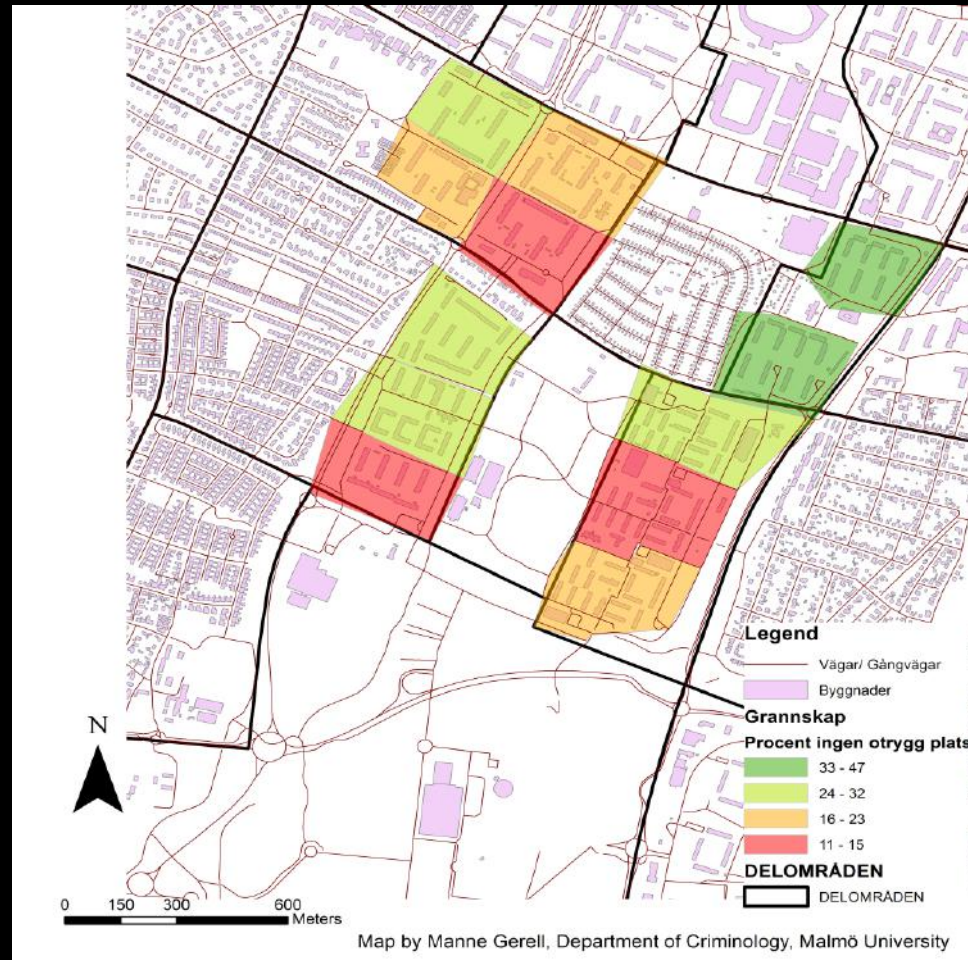 Legend
Vägar/ Gångvägar
Byggnader
Grannskap
Procent ingen otrygg plats
33 - 47
24 - 32
16 - 23
11 - 15
DELOMRÅDEN
DELOMRÅDEN
N
0 150 300 600
Meters
Map by Manne Gerell, Department of Criminology, Malmö University